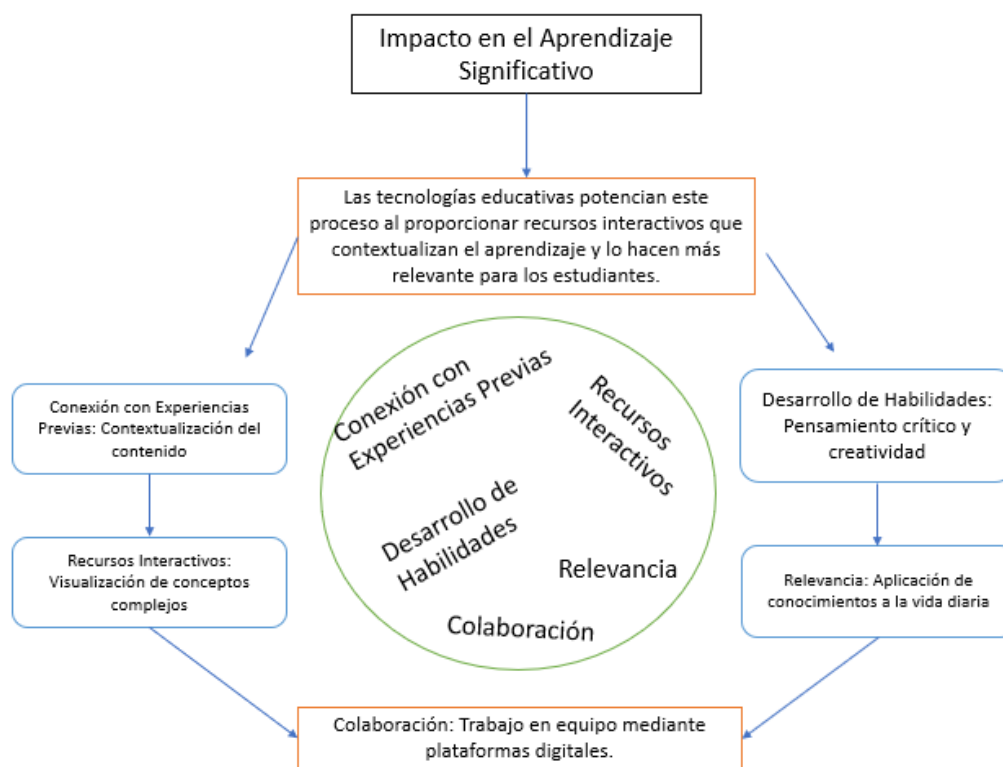 Impacto en el Aprendizaje
Significativo
Las tecnologías educativas potencian este
proceso al proporcionar recursos interactivos que
contextualizan el aprendizaje y lo hacen más
relevante para los estudiantes.
Conexión con Experiencias
Previas: Contextualización del
contenido
Recursos Interactivos:
Visualización de conceptos
complejos
Conexión con
Experiencias Previas
Recursos
Interactivos
Desarrollo de
Habilidades
Relevancia
Colaboración
Desarrollo de Habilidades:
Pensamiento crítico y
creatividad
Relevancia: Aplicación de
conocimientos a la vida diaria
Colaboración: Trabajo en equipo mediante
plataformas digitales.